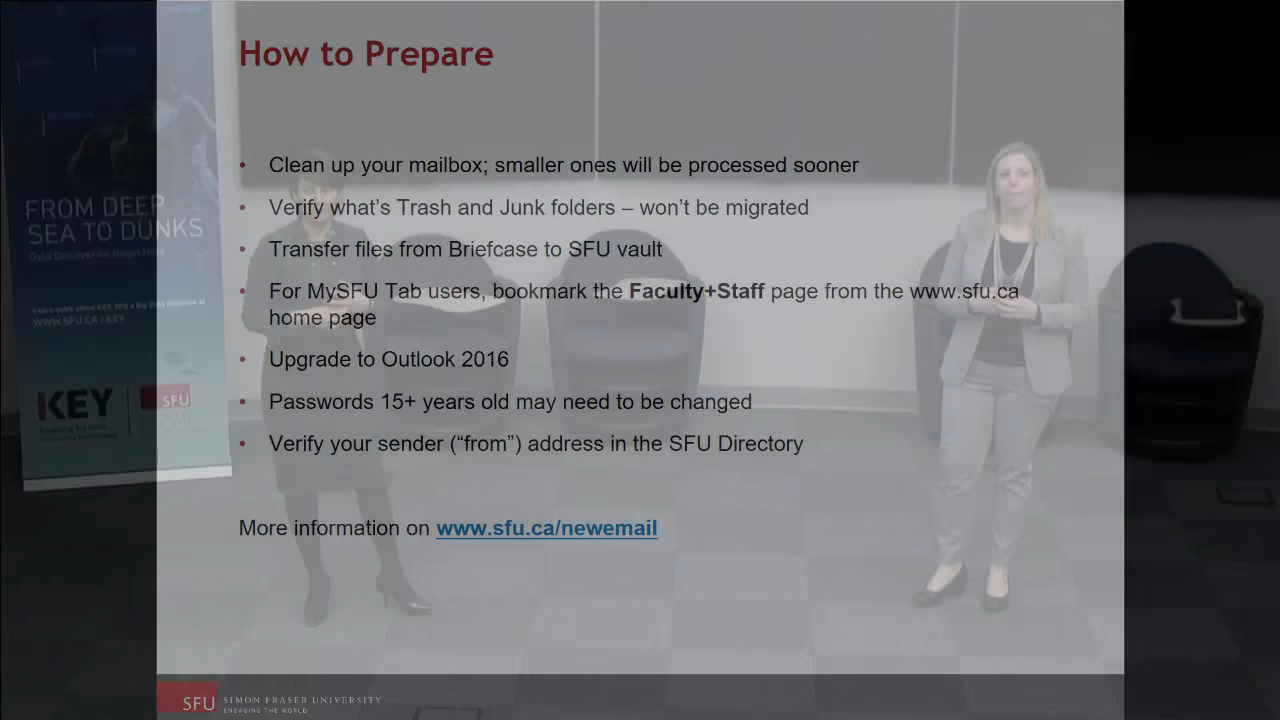 How to Prepare
• Clean up your mailbox; smaller ones will be processed sooner
• Verify what's Trash and Junk folders – won't be migrated
• Transfer files from Briefcase to SFU vault
• For MySFU Tab users, bookmark the Faculty+Staff page from the www.sfu.ca
home page
• Upgrade to Outlook 2016
• Passwords 15+ years old may need to be changed
• Verify your sender (“from”) address in the SFU Directory
More information on www.sfu.ca/newemail
SFU SIMON FRASER UNIVERSITY
ENGAGING THE WORLD
FROM DEEP
SEA TO DUNKS
WWW.SFU.CA/KEY
KEY
SFU